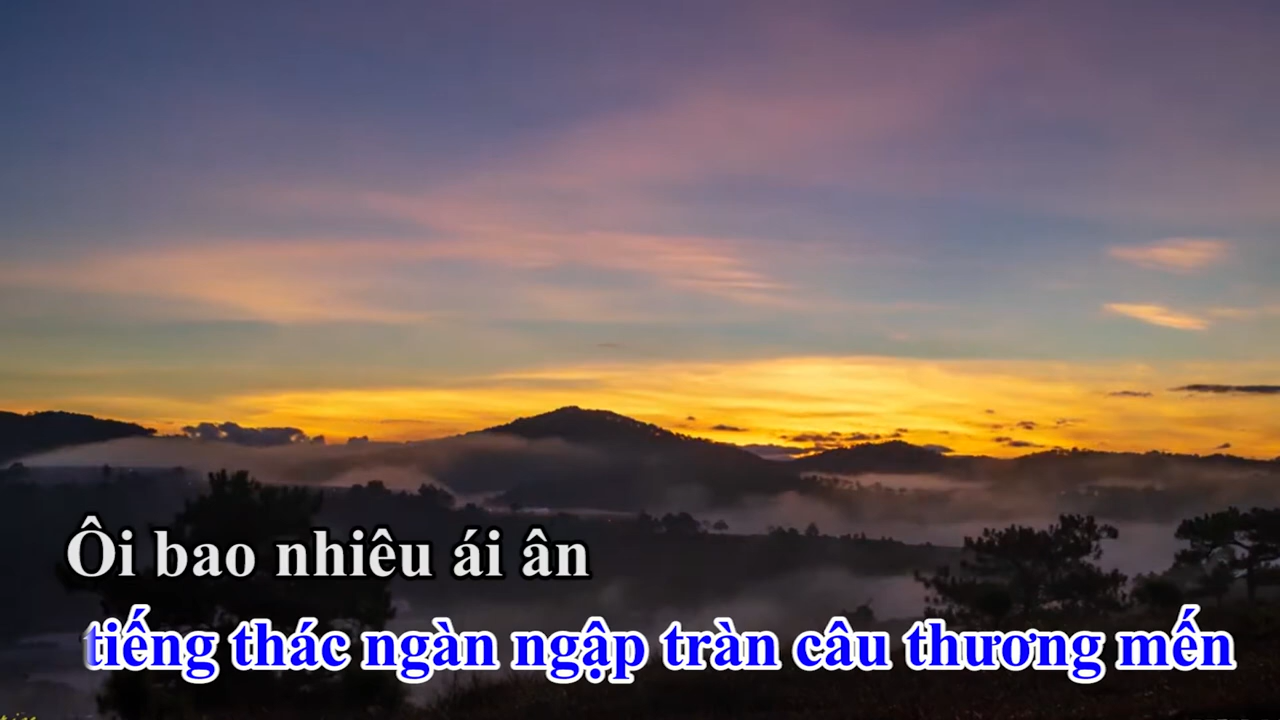 Ôi bao nhiêu ái ân
tiếng thác ngàn ngập tràn câu thương mến